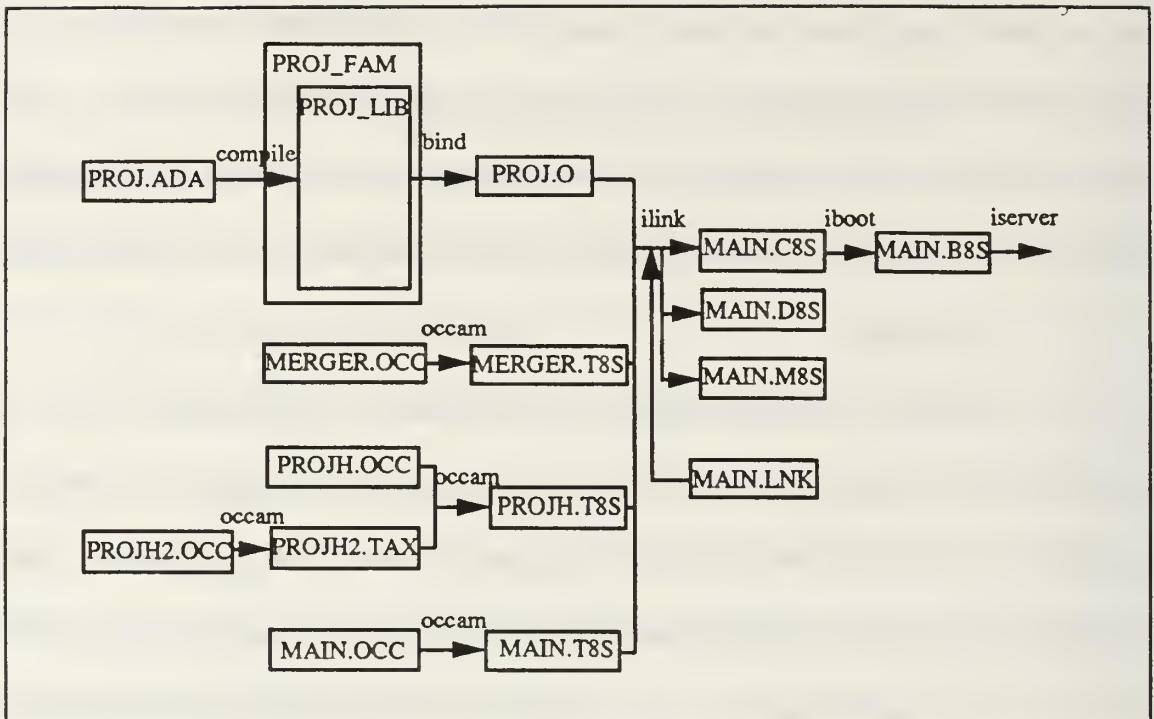 PROJ_FAM
PROJ_LIB
compile
bind
PROJ.ADA
PROJ.O
ilink
iboot
iserver
MAIN.C8S
MAIN.B8S
MAIN.D8S
occam
MERGER.OCC
MERGER.T8S
MAIN.M8S
PROJH.OCC
occam
MAIN.LNK
PROJH.T8S
occam
PROJH2.OCC
PROJH2.TAX
occam
MAIN.OCC
MAIN.T8S